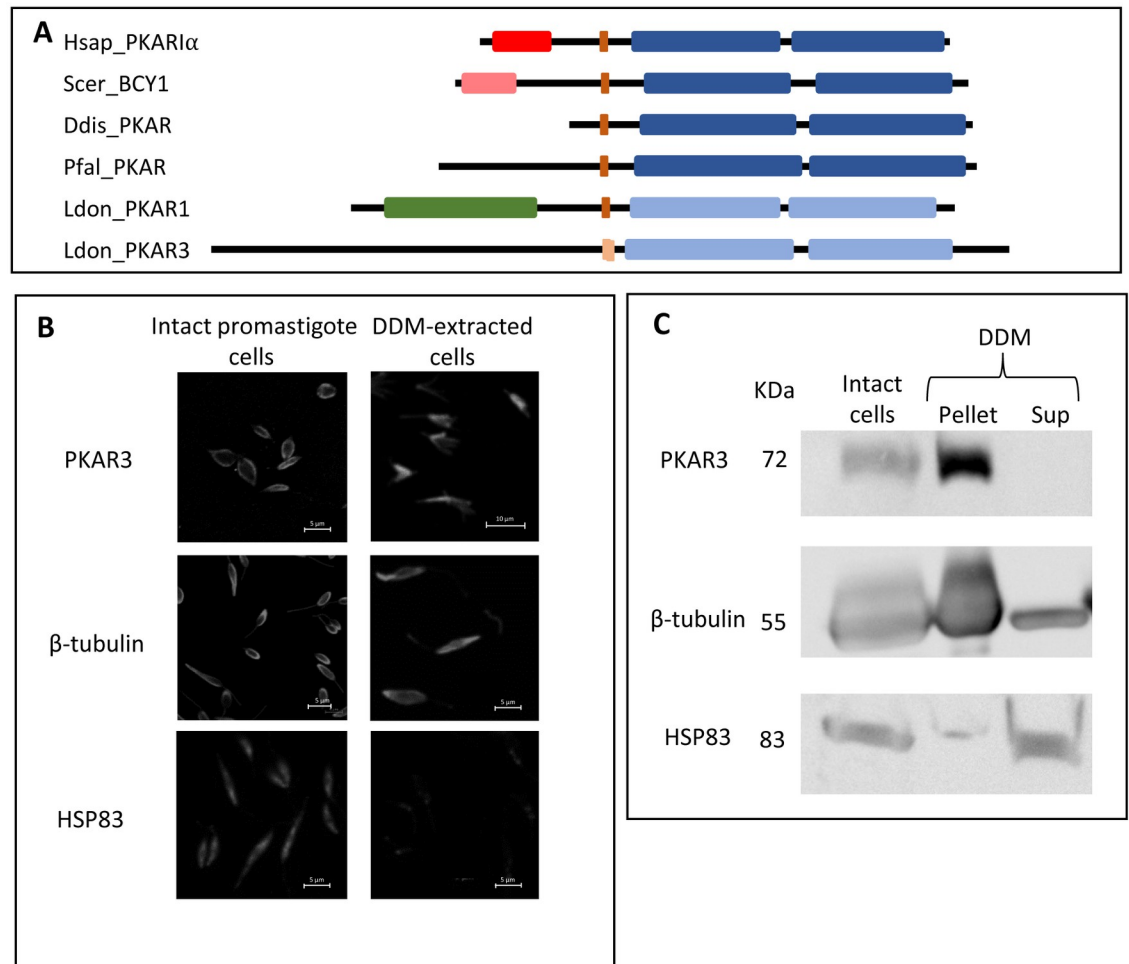 A
Hsap_PKARIα
Scer_BCY1
Ddis_PKAR
Pfal_PKAR
Ldon_PKAR1
Ldon_PKAR3
B
Intact promastigote cells
DDM-extracted cells
PKAR3
5 µm
10 µm
β-tubulin
5 µm
5 µm
HSP83
5 µm
5 µm
C
DDM
KDa
Intact cells
Pellet
Sup
PKAR3 72
β-tubulin 55
HSP83 83